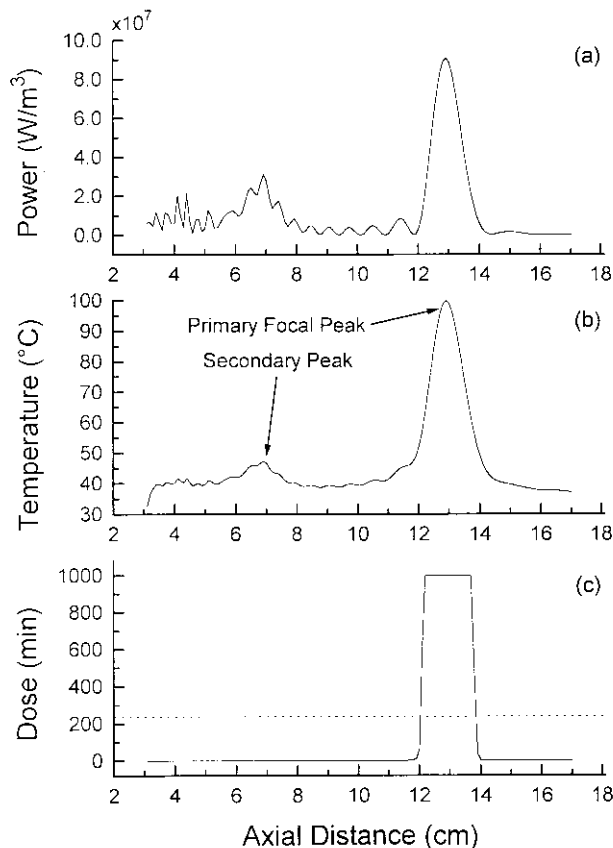 x10⁷
10.0
8.0
6.0
4.0
2.0
0.0
Power (W/m³)
(a)
2 4 6 8 10 12 14 16 18
100
90
80
70
60
50
40
30
Temperature (°C)
Primary Focal Peak
Secondary Peak
(b)
2 4 6 8 10 12 14 16 18
1000
800
600
400
200
0
Dose (min)
(c)
2 4 6 8 10 12 14 16 18
Axial Distance (cm)